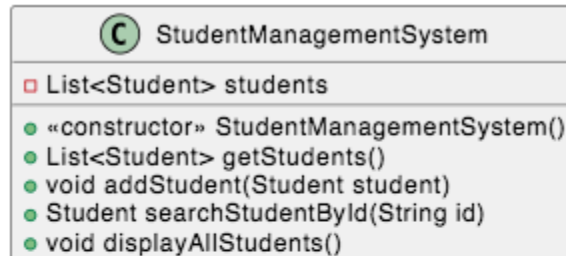 C StudentManagementSystem
List<Student> students
«constructor» StudentManagementSystem()
List<Student> getStudents()
void addStudent(Student student)
Student searchStudentById(String id)
void displayAllStudents()